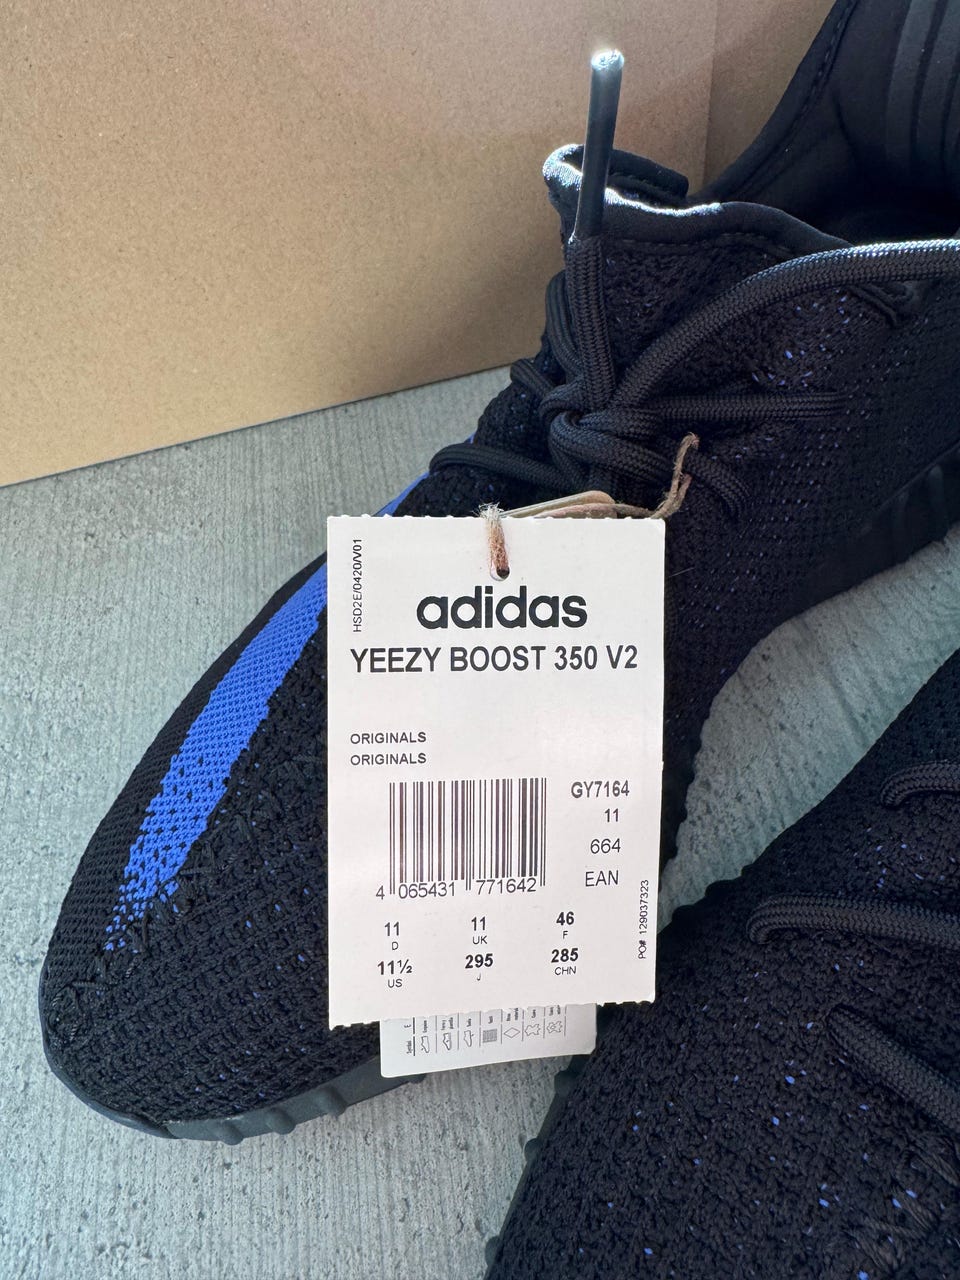 HSD2E/0420/V01
adidas
YEEZY BOOST 350 V2
ORIGINALS
ORIGINALS
GY7164
11
664
EAN
4 065431 771642
PO# 129037323
11 11 46
D UK F
11½ 295 285
US J CHN